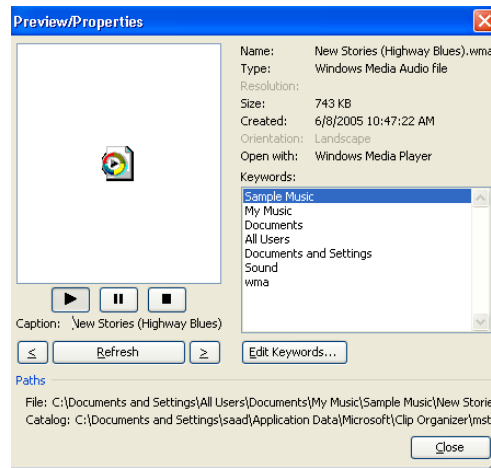 Preview/Properties
Name: New Stories (Highway Blues).wma
Type: Windows Media Audio file
Resolution:
Size: 743 KB
Created: 6/8/2005 10:47:22 AM
Orientation: Landscape
Open with: Windows Media Player
Keywords:
Sample Music
My Music
Documents
All Users
Documents and Settings
Sound
wma
Caption: New Stories (Highway Blues)
< Refresh > Edit Keywords...
Paths
File: C:\Documents and Settings\All Users\Documents\My Music\Sample Music\New Storie
Catalog: C:\Documents and Settings\saad\Application Data\Microsoft\Clip Organizer\mst
Close